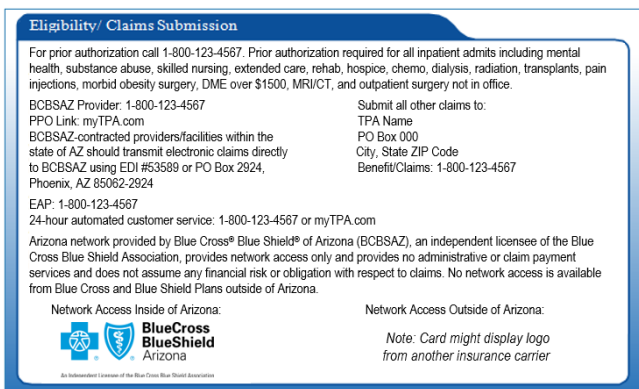 Eligibility/ Claims Submission
For prior authorization call 1-800-123-4567. Prior authorization required for all inpatient admits including mental
health, substance abuse, skilled nursing, extended care, rehab, hospice, chemo, dialysis, radiation, transplants, pain
injections, morbid obesity surgery, DME over $1500, MRI/CT, and outpatient surgery not in office.
BCBSAZ Provider: 1-800-123-4567
PPO Link: myTPA.com
BCBSAZ-contracted providers/facilities within the
state of AZ should transmit electronic claims directly
to BCBSAZ using EDI #53589 or PO Box 2924,
Phoenix, AZ 85062-2924
Submit all other claims to:
TPA Name
PO Box 000
City, State ZIP Code
Benefit/Claims: 1-800-123-4567
EAP: 1-800-123-4567
24-hour automated customer service: 1-800-123-4567 or myTPA.com
Arizona network provided by Blue Cross® Blue Shield® of Arizona (BCBSAZ), an independent licensee of the Blue
Cross Blue Shield Association, provides network access only and provides no administrative or claim payment
services and does not assume any financial risk or obligation with respect to claims. No network access is available
from Blue Cross and Blue Shield Plans outside of Arizona.
Network Access Inside of Arizona:
BlueCross
BlueShield
Arizona
An Independent Licensee of the Blue Cross Blue Shield Association
Network Access Outside of Arizona:
Note: Card might display logo
from another insurance carrier